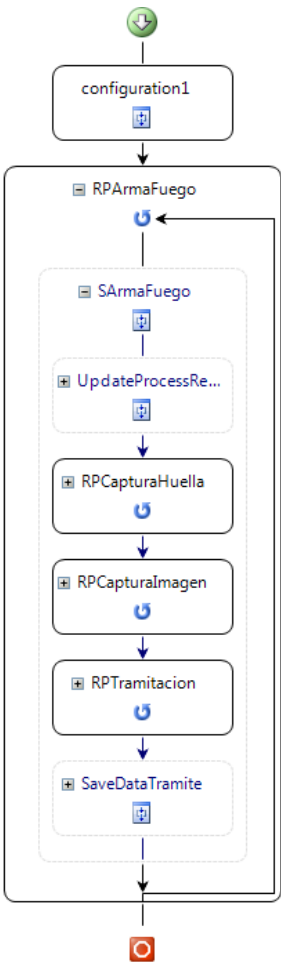 configuration1
RPArmaFuego
SArmaFuego
UpdateProcessRe...
RPCapturaHuella
RPCapturaImagen
RPTramitacion
SaveDataTramite